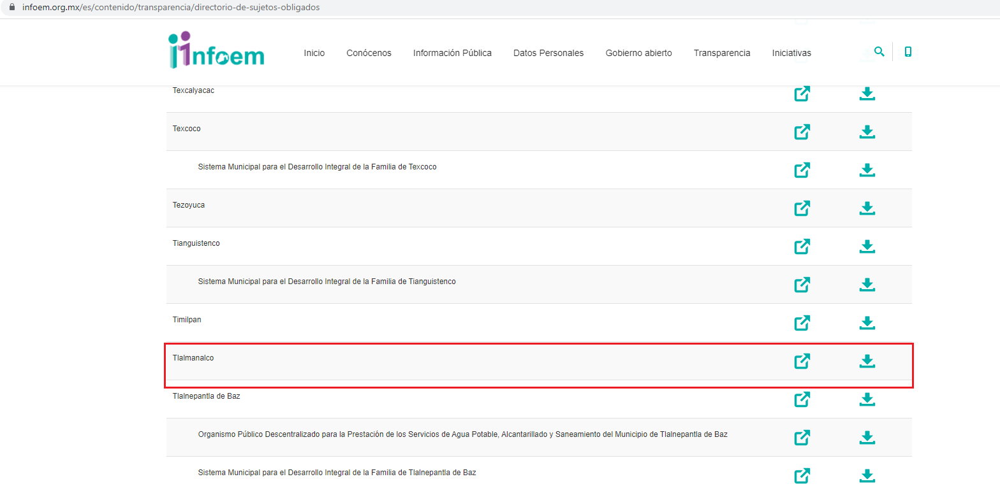 infoem.org.mx/es/contenido/transparencia/directorio-de-sujetos-obligados
infoem
Inicio Conócenos Información Pública Datos Personales Gobierno abierto Transparencia Iniciativas
Texcalyacac
Texcoco
Sistema Municipal para el Desarrollo Integral de la Familia de Texcoco
Tezoyuca
Tianguistenco
Sistema Municipal para el Desarrollo Integral de la Familia de Tianguistenco
Timilpan
Tlalmanalco
Tlalnepantla de Baz
Organismo Público Descentralizado para la Prestación de los Servicios de Agua Potable, Alcantarillado y Saneamiento del Municipio de Tlalnepantla de Baz
Sistema Municipal para el Desarrollo Integral de la Familia de Tlalnepantla de Baz